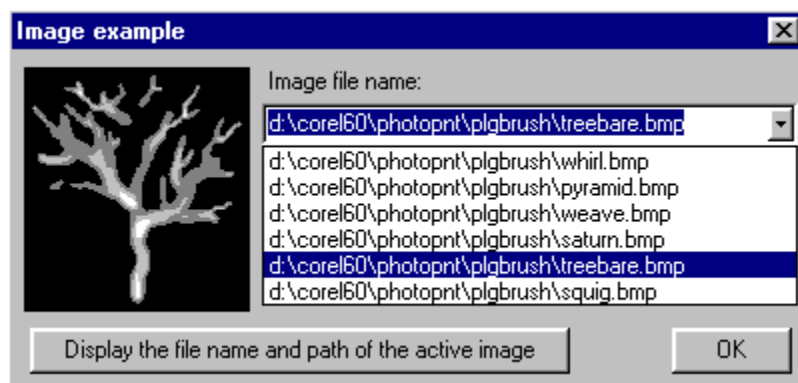 Image example
Image file name:
d:\corel60\photopnt\plgbrush\treebare.bmp
d:\corel60\photopnt\plgbrush\whirl.bmp
d:\corel60\photopnt\plgbrush\pyramid.bmp
d:\corel60\photopnt\plgbrush\weave.bmp
d:\corel60\photopnt\plgbrush\saturn.bmp
d:\corel60\photopnt\plgbrush\treebare.bmp
d:\corel60\photopnt\plgbrush\squig.bmp
Display the file name and path of the active image
OK